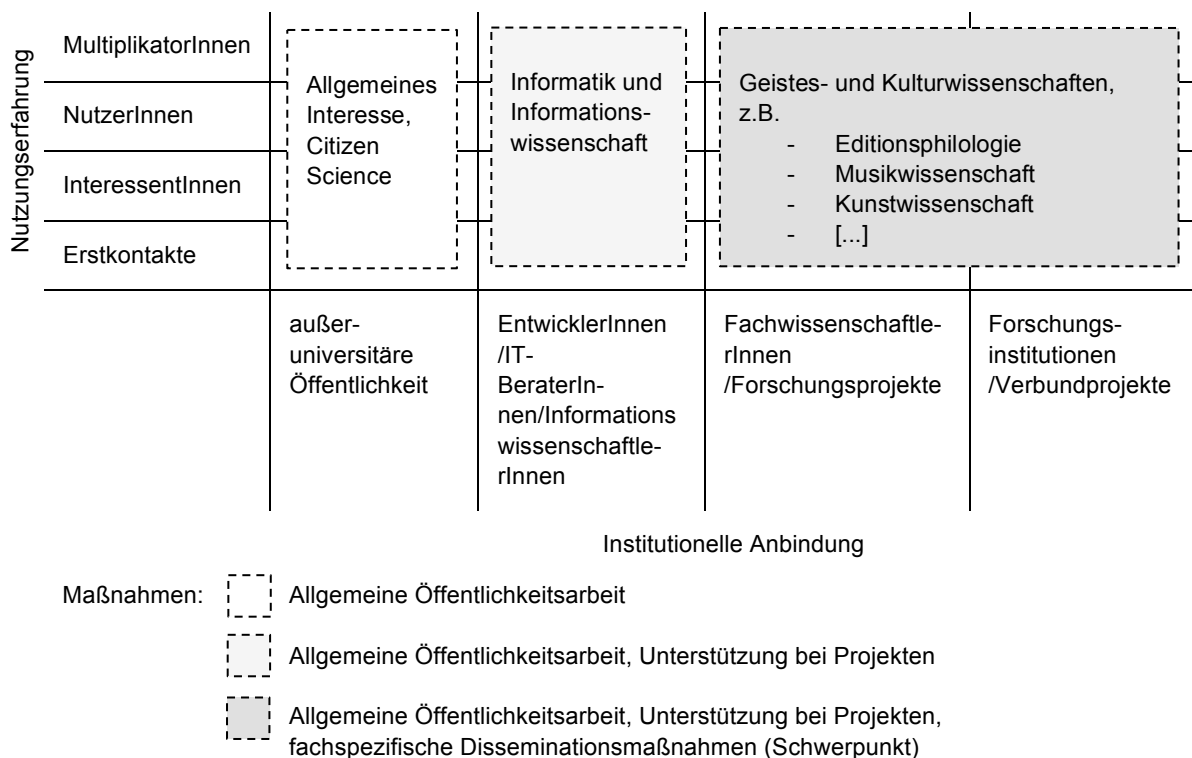 Nutzungserfahrung
MultiplikatorInnen
NutzerInnen
InteressentInnen
Erstkontakte
Allgemeines
Interesse,
Citizen
Science
Informatik und
Informations-
wissenschaft
Geistes- und Kulturwissenschaften,
z.B.
- Editionsphilologie
- Musikwissenschaft
- Kunstwissenschaft
- [...]
außer-
universitäre
Öffentlichkeit
EntwicklerInnen
/IT-
BeraterIn-
nen/Informations
wissenschaftle-
rInnen
Fachwissenschaftle-
rInnen
/Forschungsprojekte
Forschungs-
institutionen
/Verbundprojekte
Institutionelle Anbindung
Maßnahmen:
Allgemeine Öffentlichkeitsarbeit
Allgemeine Öffentlichkeitsarbeit, Unterstützung bei Projekten
Allgemeine Öffentlichkeitsarbeit, Unterstützung bei Projekten,
fachspezifische Disseminationsmaßnahmen (Schwerpunkt)